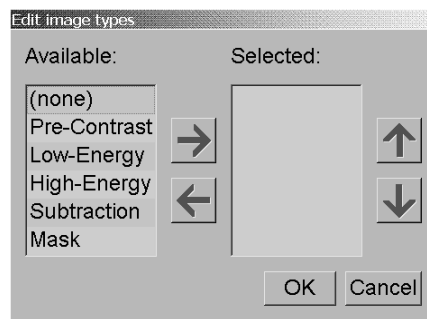 Edit image types
Available:
Selected:
(none)
Pre-Contrast
Low-Energy
High-Energy
Subtraction
Mask
OK
Cancel